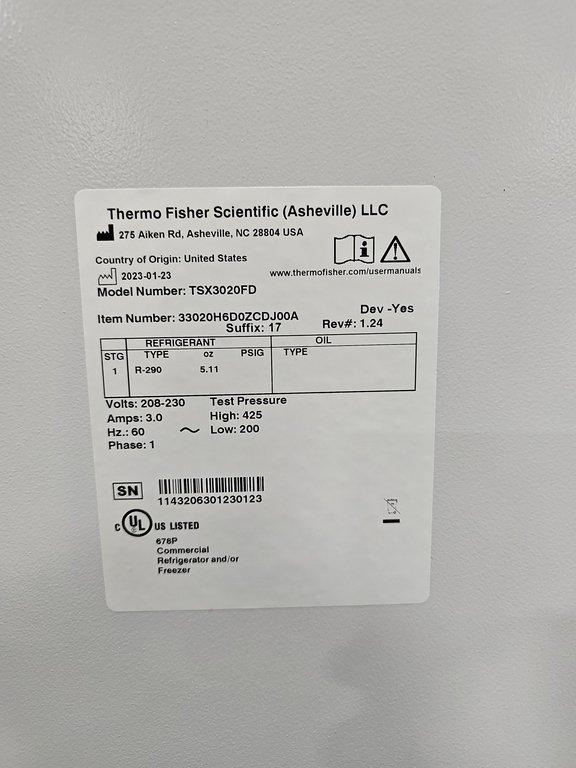 Thermo Fisher Scientific (Asheville) LLC
275 Aiken Rd, Asheville, NC 28804 USA
Country of Origin: United States
2023-01-23
www.thermofisher.com/usermanuals
Model Number: TSX3020FD
Item Number: 33020H6D0ZCDJ00A Dev -Yes
Suffix: 17 Rev#: 1.24
REFRIGERANT OIL
STG TYPE oz PSIG TYPE
1 R-290 5.11
Volts: 208-230 Test Pressure
Amps: 3.0 High: 425
Hz.: 60 ~ Low: 200
Phase: 1
SN
1143206301230123
C UL US LISTED
678P
Commercial
Refrigerator and/or
Freezer